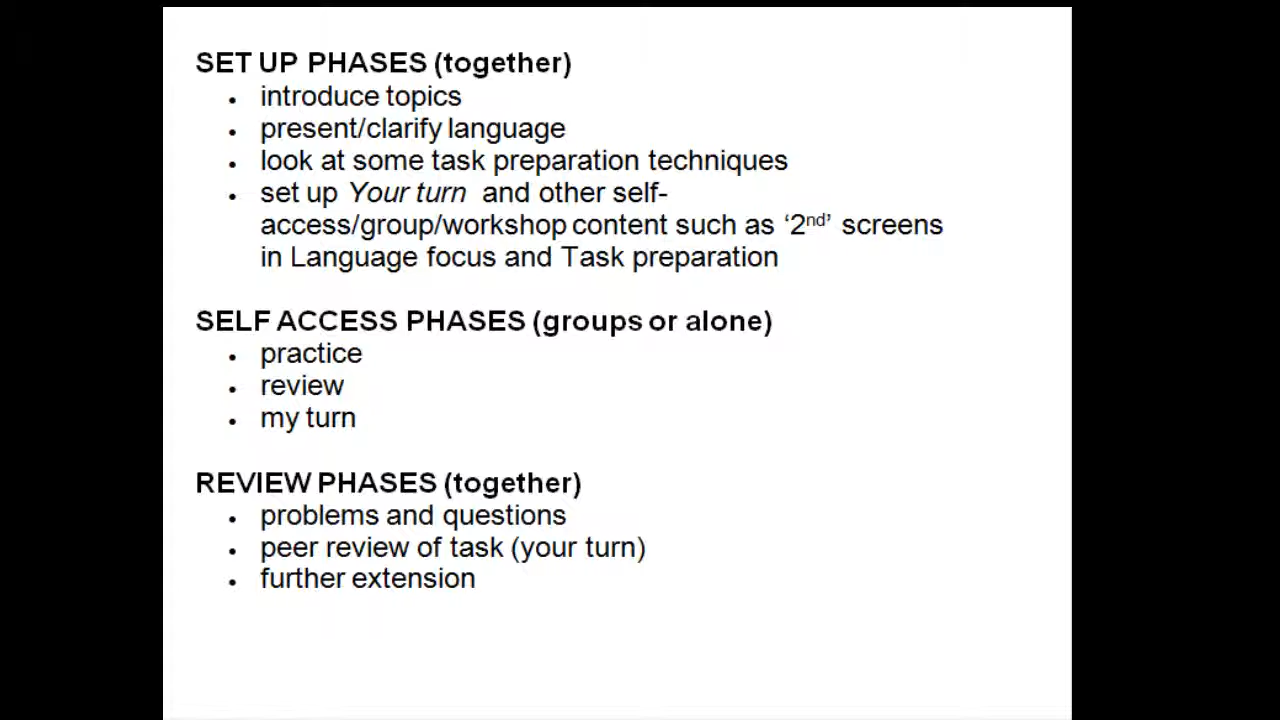 SET UP PHASES (together)
• introduce topics
• present/clarify language
• look at some task preparation techniques
• set up Your turn and other self-
access/group/workshop content such as ‘2nd’ screens
in Language focus and Task preparation
SELF ACCESS PHASES (groups or alone)
• practice
• review
• my turn
REVIEW PHASES (together)
• problems and questions
• peer review of task (your turn)
• further extension